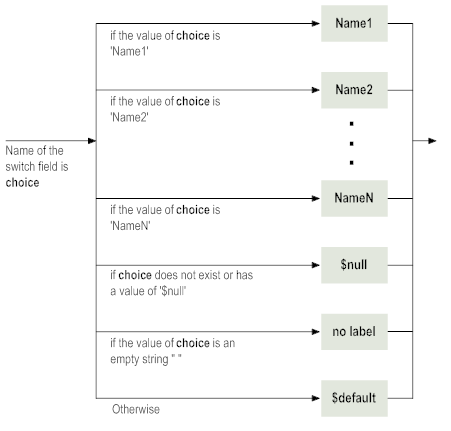 Name1
if the value of choice is
'Name1'
Name2
if the value of choice is
'Name2'
Name of the
switch field is
choice
NameN
if the value of choice is
'NameN'
$null
if choice does not exist or has
a value of '$null'
no label
if the value of choice is an
empty string " "
$default
Otherwise